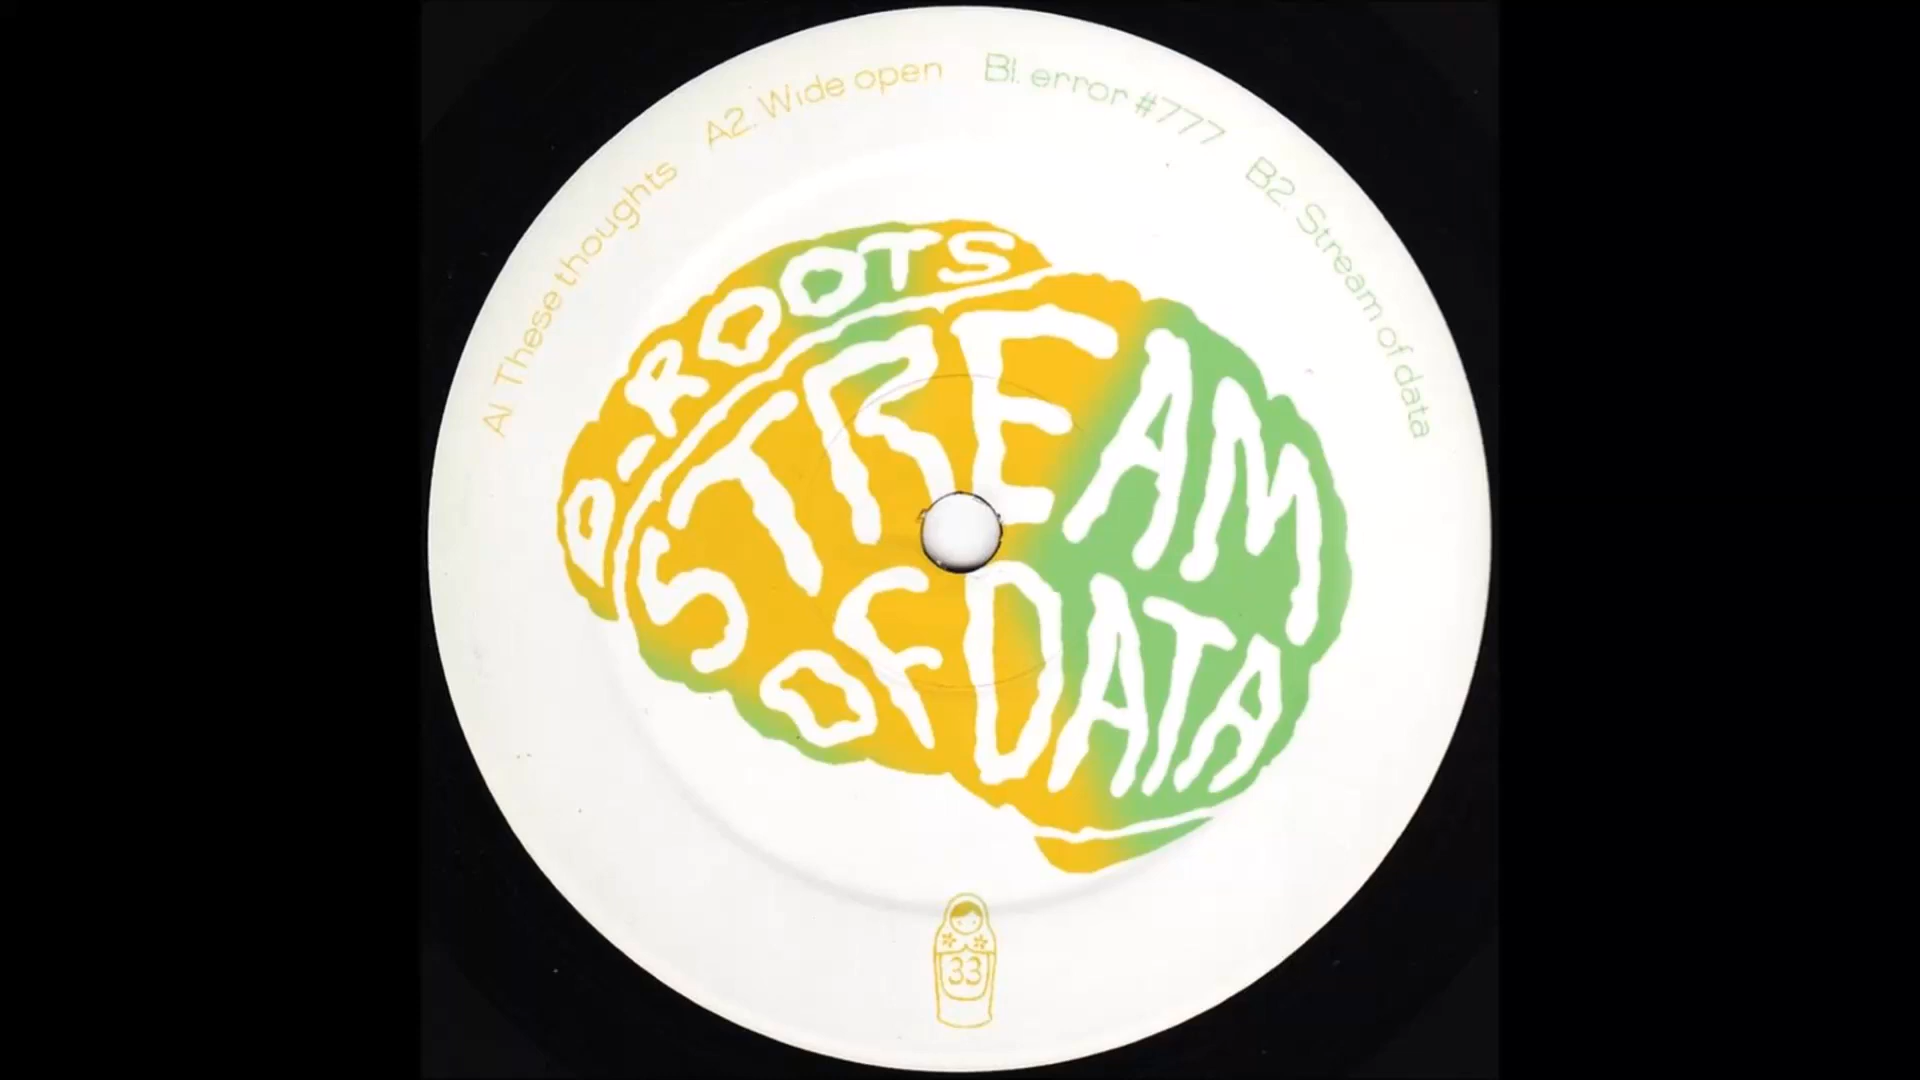 A1. These thoughts
A2. Wide open
B1. error #777
B2. Stream of data
D-ROOTS
STREAM
OF DATA
33